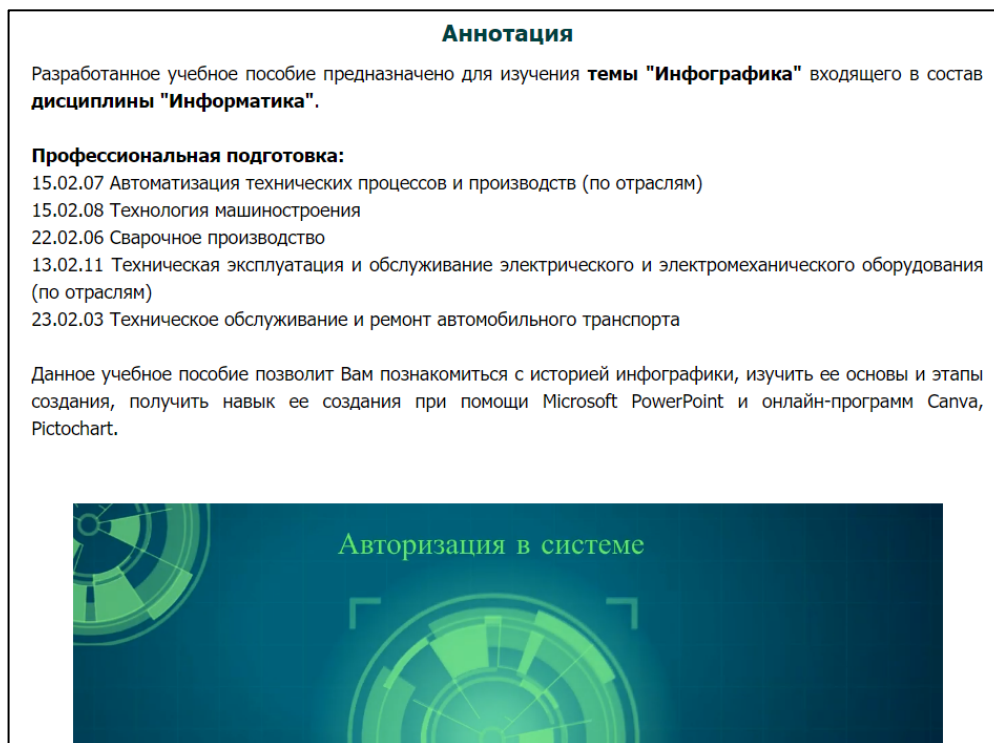 Аннотация
Разработанное учебное пособие предназначено для изучения темы "Инфографика" входящего в состав
дисциплины "Информатика".
Профессиональная подготовка:
15.02.07 Автоматизация технических процессов и производств (по отраслям)
15.02.08 Технология машиностроения
22.02.06 Сварочное производство
13.02.11 Техническая эксплуатация и обслуживание электрического и электромеханического оборудования
(по отраслям)
23.02.03 Техническое обслуживание и ремонт автомобильного транспорта
Данное учебное пособие позволит Вам познакомиться с историей инфографики, изучить ее основы и этапы
создания, получить навык ее создания при помощи Microsoft PowerPoint и онлайн-программ Canva,
Pictochart.
Авторизация в системе